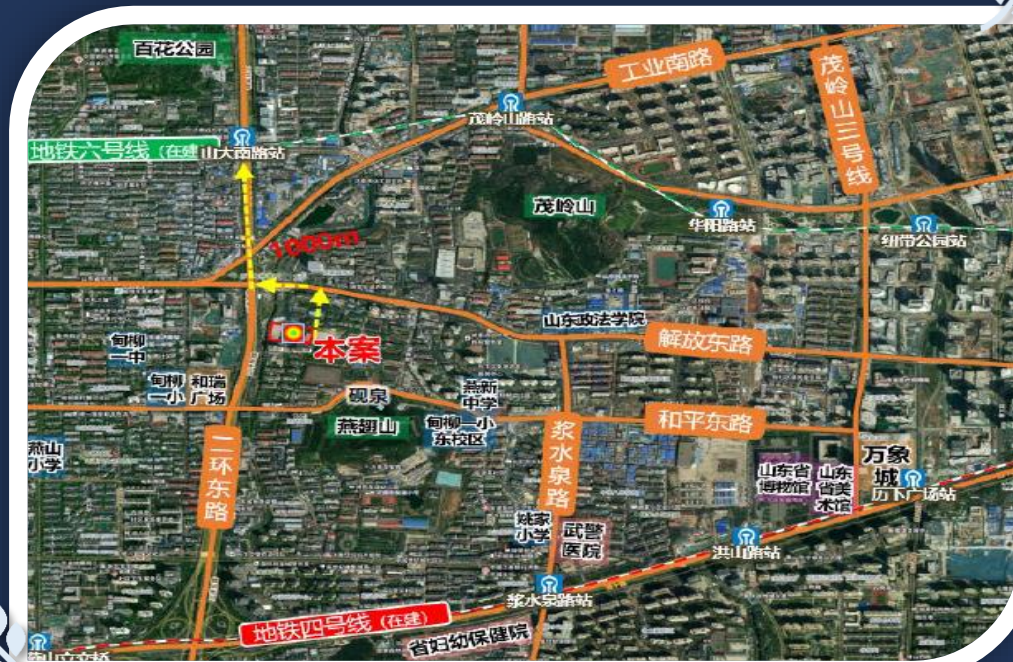 百花公园
工业南路
茂岭山三号线
茂岭山路站
地铁六号线 (在建)
山大南路站
茂岭山
华阳路站
纽带公园站
1000m
本案
山东政法学院
解放东路
甸柳
一中
甸柳
一小
和瑞
广场
砚泉
燕翅山
燕新
中学
甸柳一小
东校区
和平东路
燕山
小学
二环东路
浆水泉路
万象
城
历下广场站
山东省
博物馆
山东
省美
术馆
姚家
小学
武警
医院
洪山路站
浆水泉路站
地铁四号线 (在建)
省妇幼保健院
燕山立交桥